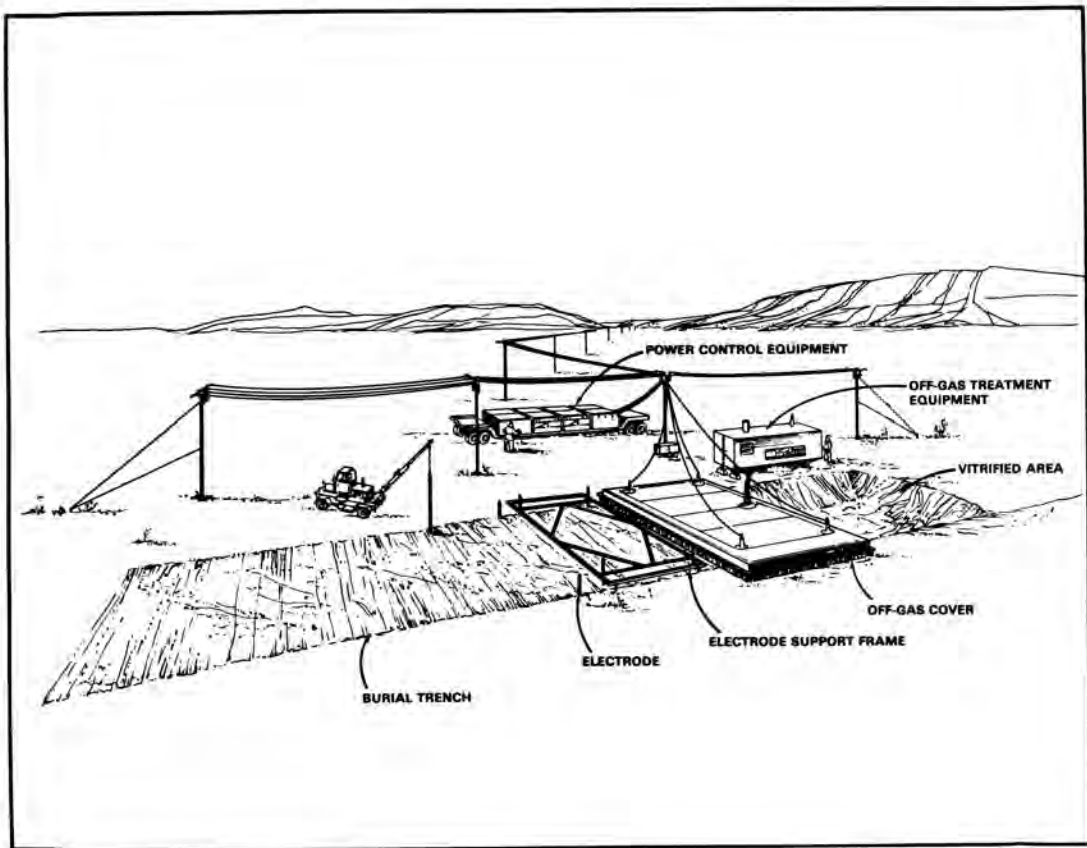 POWER CONTROL EQUIPMENT
OFF-GAS TREATMENT
EQUIPMENT
VITRIFIED AREA
OFF-GAS COVER
ELECTRODE SUPPORT FRAME
ELECTRODE
BURIAL TRENCH